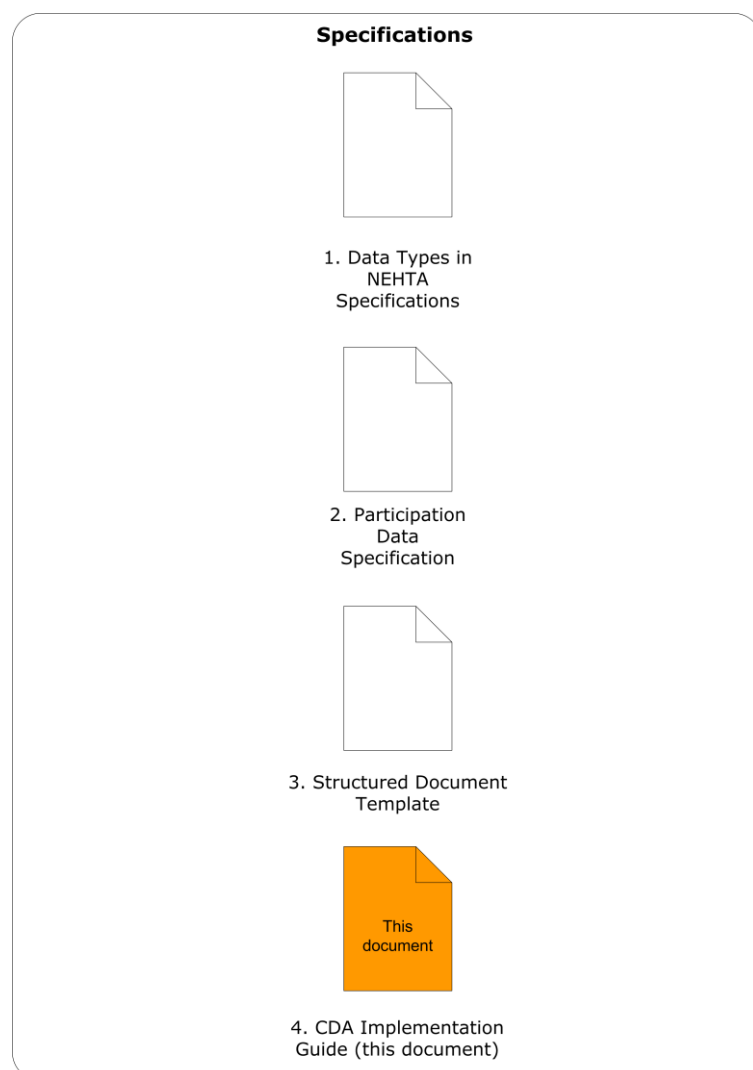 Specifications
1. Data Types in
NEHTA
Specifications
2. Participation
Data
Specification
3. Structured Document
Template
This
document
4. CDA Implementation
Guide (this document)